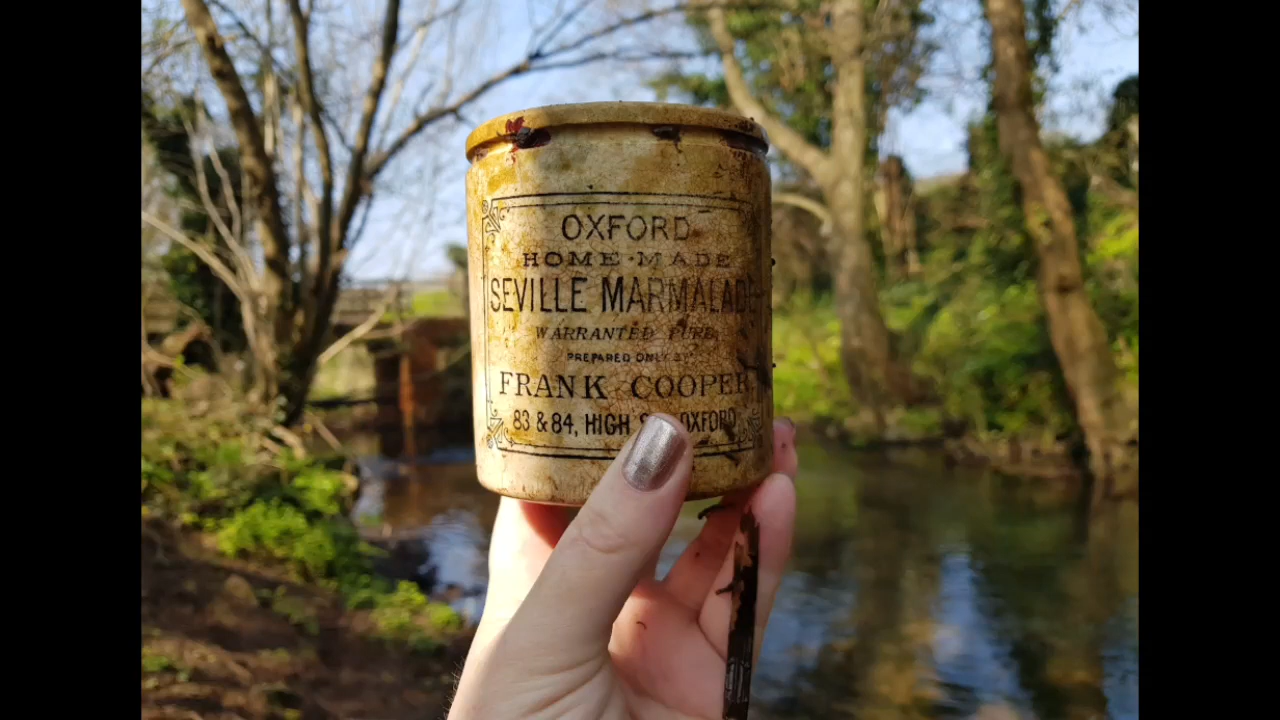 OXFORD
HOME-MADE
SEVILLE MARMALADE
WARRANTED PURE
PREPARED ONLY BY
FRANK COOPER
83 & 84, HIGH OXFORD